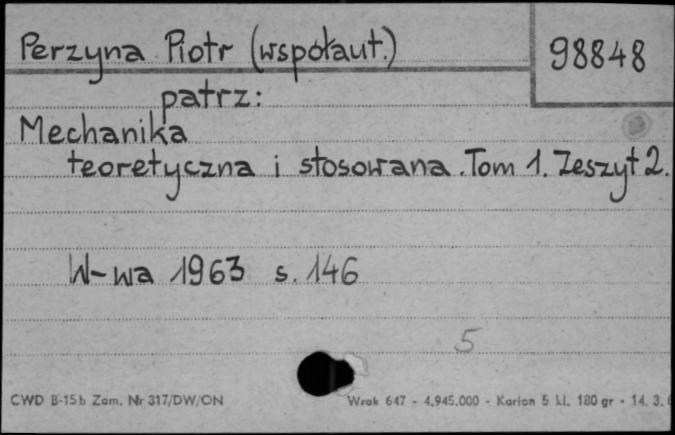 Perzyna Piotr (współaut.) 98848
patrz:
Mechanika
teoretyczna i stosowana. Tom 1. Zeszyt 2.
W-wa 1963 s. 146
5
CWD B-15b Zam. Nr 317/DW/ON Wrak 647 - 4.945.000 - Karton 5 kl. 180 gr - 14. 3.